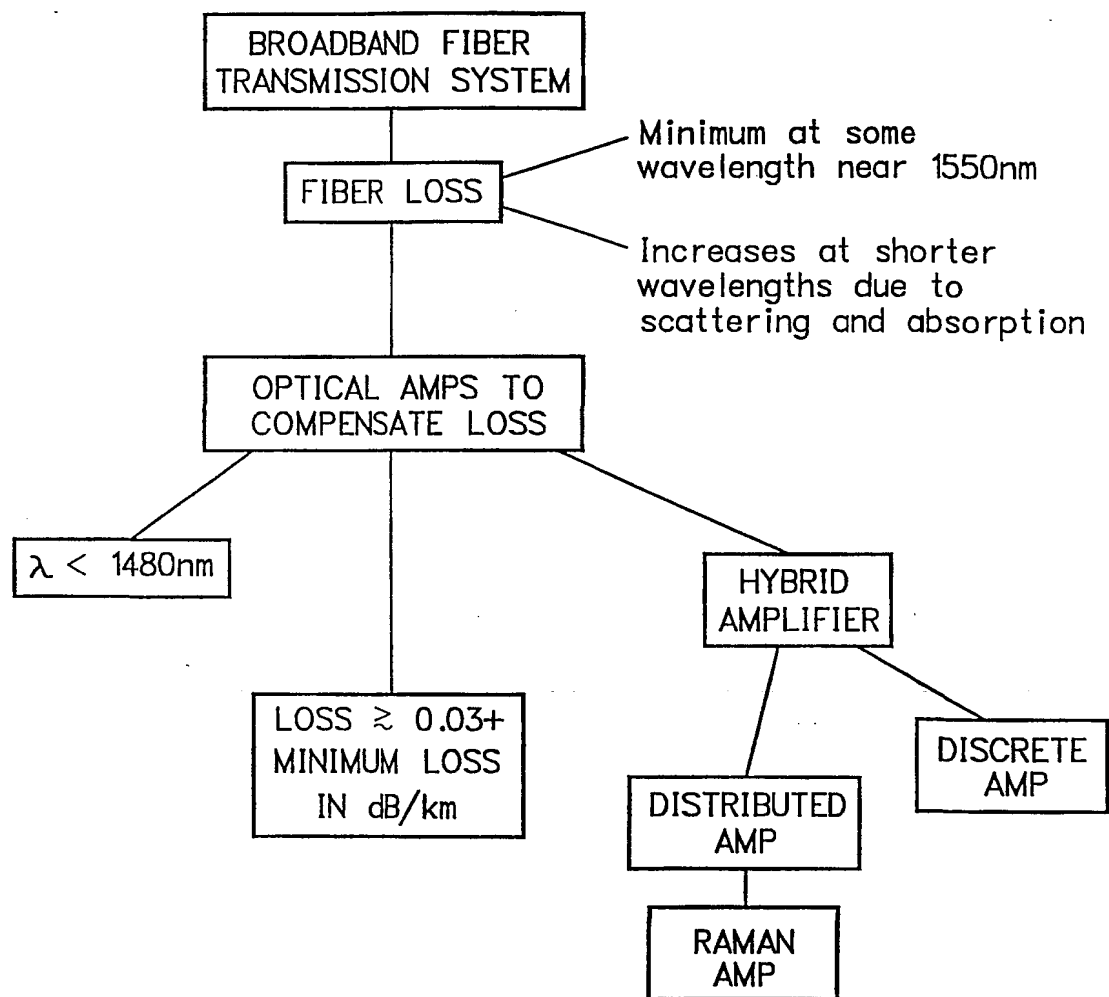 BROADBAND FIBER
TRANSMISSION SYSTEM
FIBER LOSS
Minimum at some
wavelength near 1550nm
Increases at shorter
wavelengths due to
scattering and absorption
OPTICAL AMPS TO
COMPENSATE LOSS
λ < 1480nm
HYBRID
AMPLIFIER
LOSS ≳ 0.03+
MINIMUM LOSS
IN dB/km
DISCRETE
AMP
DISTRIBUTED
AMP
RAMAN
AMP